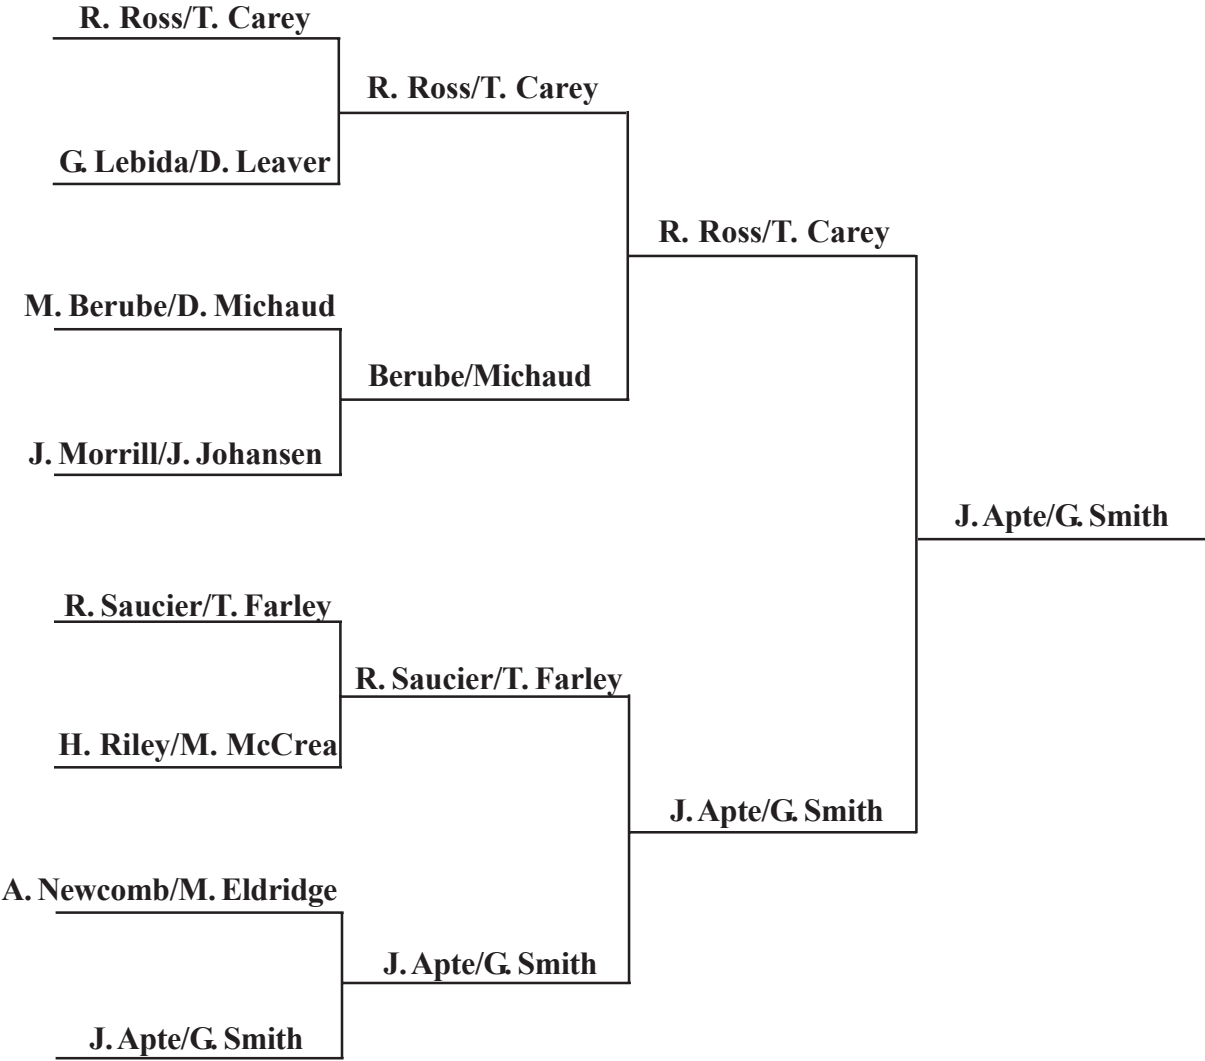 R. Ross/T. Carey
R. Ross/T. Carey
G. Lebida/D. Leaver
R. Ross/T. Carey
M. Berube/D. Michaud
Berube/Michaud
J. Morrill/J. Johansen
J. Apte/G. Smith
R. Saucier/T. Farley
R. Saucier/T. Farley
H. Riley/M. McCrea
J. Apte/G. Smith
A. Newcomb/M. Eldridge
J. Apte/G. Smith
J. Apte/G. Smith